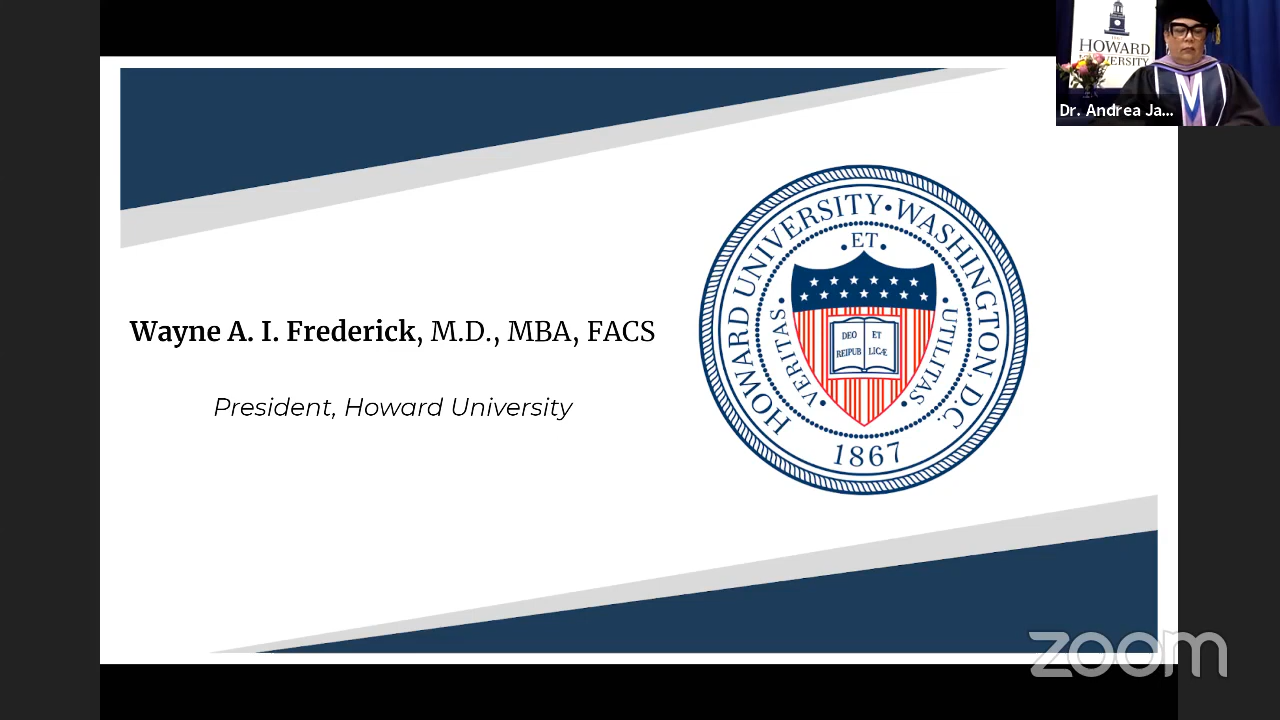 HOWARD
UNIVERSITY
Dr. Andrea Ja...
HOWARD UNIVERSITY • WASHINGTON, D.C.
• ET •
• VERITAS •
• UTILITAS •
DEO ET
REIPUB LICÆ
1867
Wayne A. I. Frederick, M.D., MBA, FACS
President, Howard University
zoom